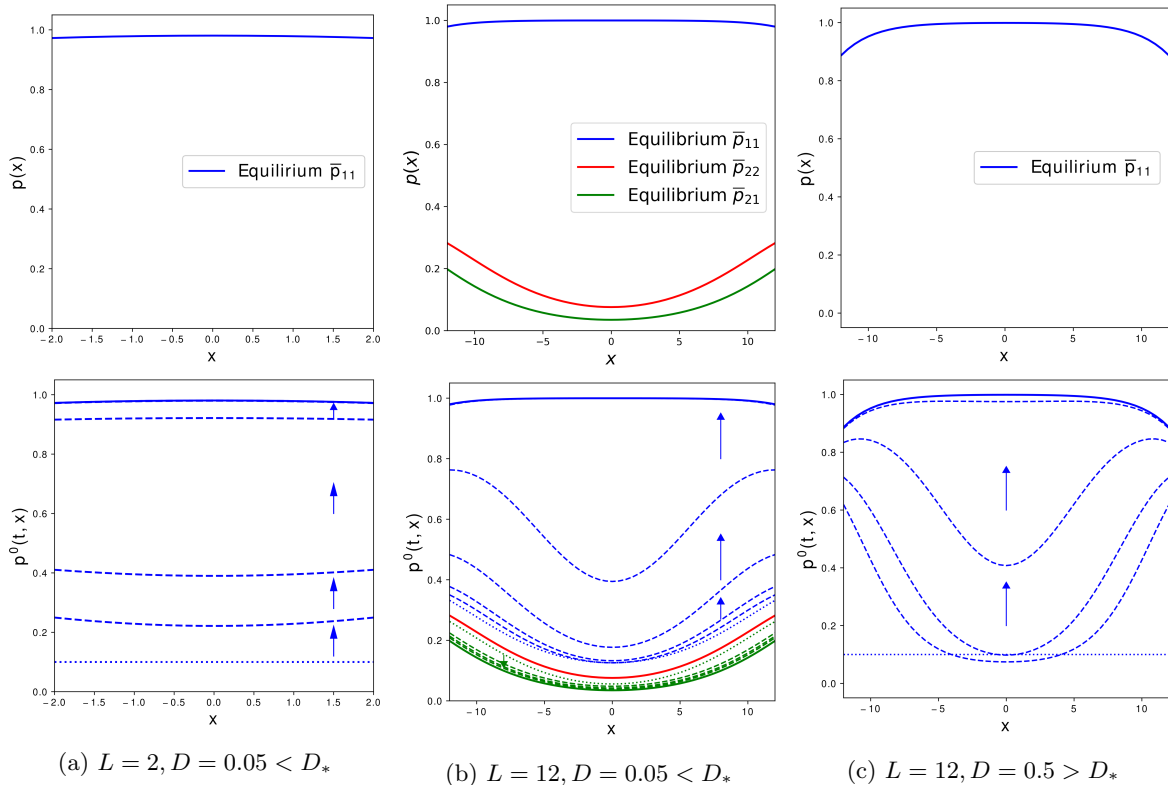 p(x)
1.0
0.8
0.6
0.4
0.2
0.0
Equilirium p̅₁₁
−2.0 −1.5 −1.0 −0.5 0.0 0.5 1.0 1.5 2.0
x
p(x)
1.0
0.8
0.6
0.4
0.2
0.0
Equilibrium p̅₁₁
Equilibrium p̅₂₂
Equilibrium p̅₂₁
−10 −5 0 5 10
x
p(x)
1.0
0.8
0.6
0.4
0.2
0.0
Equilirium p̅₁₁
−10 −5 0 5 10
x
p⁰(t, x)
1.0
0.8
0.6
0.4
0.2
0.0
−2.0 −1.5 −1.0 −0.5 0.0 0.5 1.0 1.5 2.0
x
p⁰(t, x)
1.0
0.8
0.6
0.4
0.2
0.0
−10 −5 0 5 10
x
p⁰(t, x)
1.0
0.8
0.6
0.4
0.2
0.0
−10 −5 0 5 10
x
(a) L = 2, D = 0.05 < D_*
(b) L = 12, D = 0.05 < D_*
(c) L = 12, D = 0.5 > D_*